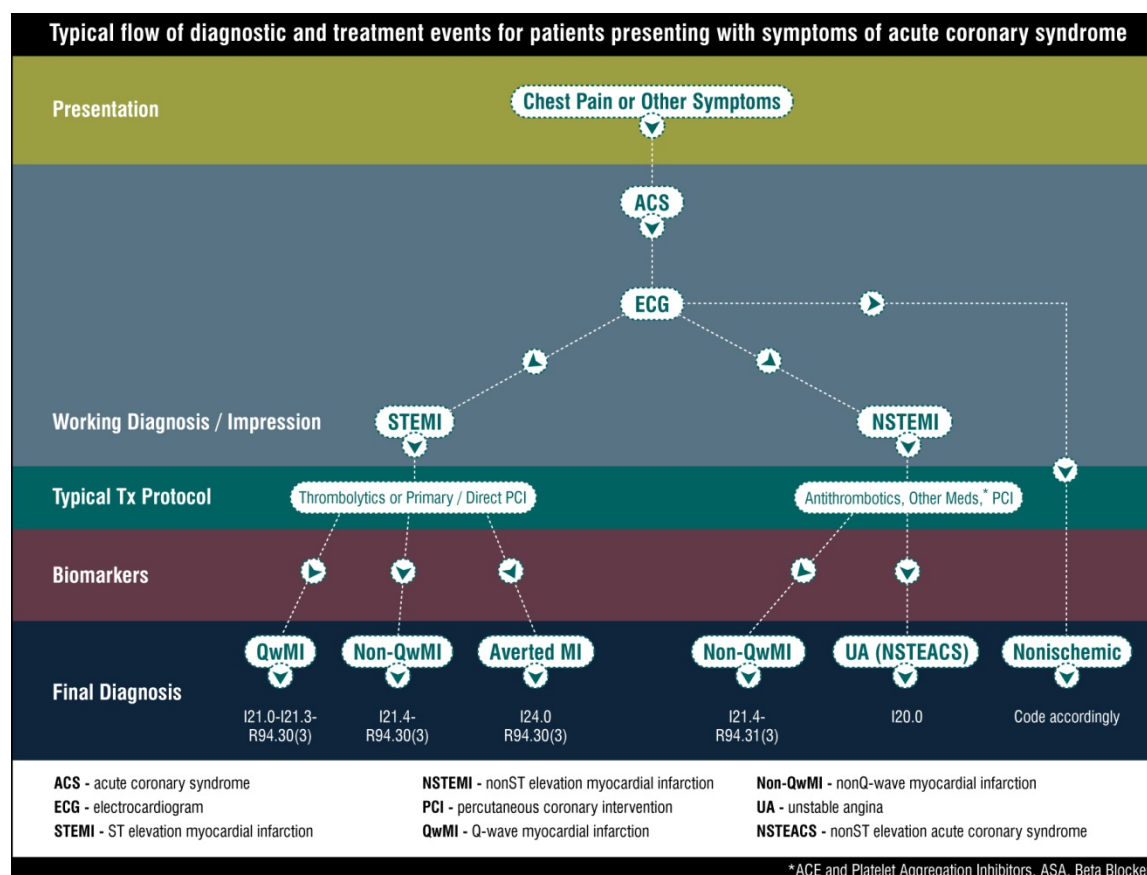 Typical flow of diagnostic and treatment events for patients presenting with symptoms of acute coronary syndrome
Presentation
Chest Pain or Other Symptoms
ACS
ECG
Working Diagnosis / Impression
STEMI
NSTEMI
Typical Tx Protocol
Thrombolytics or Primary / Direct PCI
Antithrombotics, Other Meds,* PCI
Biomarkers
QwMI
Non-QwMI
Averted MI
Non-QwMI
UA (NSTEACS)
Nonischemic
Final Diagnosis
I21.0-I21.3-
R94.30(3)
I21.4-
R94.30(3)
I24.0
R94.30(3)
I21.4-
R94.31(3)
I20.0
Code accordingly
ACS - acute coronary syndrome
ECG - electrocardiogram
STEMI - ST elevation myocardial infarction
NSTEMI - nonST elevation myocardial infarction
PCI - percutaneous coronary intervention
QwMI - Q-wave myocardial infarction
Non-QwMI - nonQ-wave myocardial infarction
UA - unstable angina
NSTEACS - nonST elevation acute coronary syndrome
*ACE and Platelet Aggregation Inhibitors, ASA, Beta Blocke